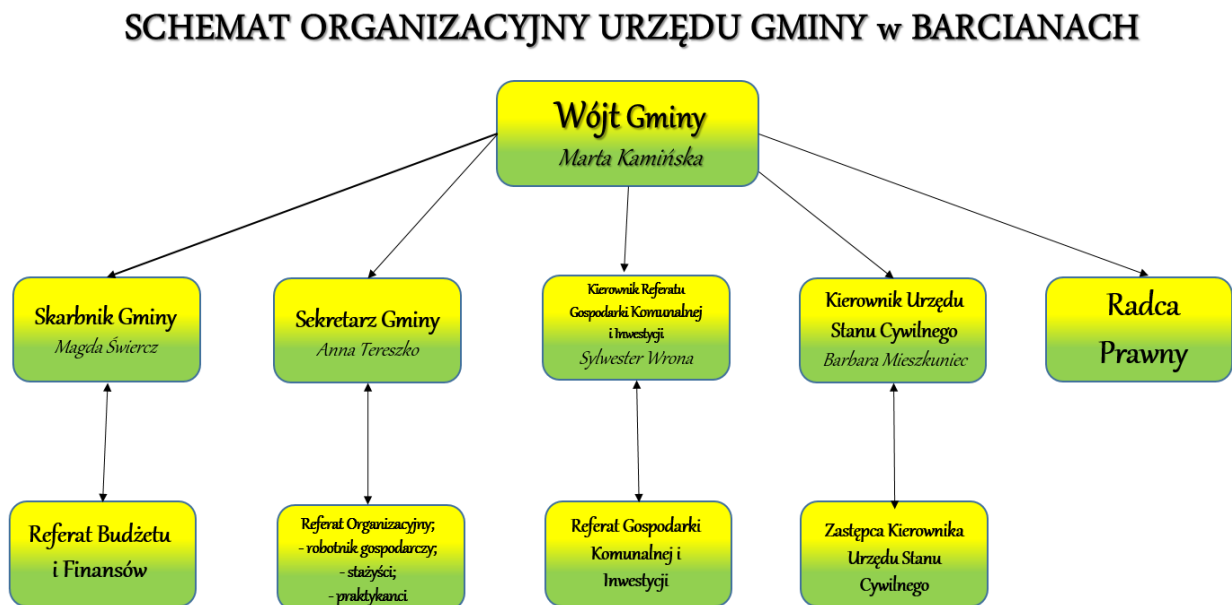 SCHEMAT ORGANIZACYJNY URZĘDU GMINY w BARCIANACH
Wójt Gminy
Marta Kamińska
Skarbnik Gminy
Magda Świercz
Sekretarz Gminy
Anna Tereszko
Kierownik Referatu
Gospodarki Komunalnej
i Inwestycji
Sylwester Wrona
Kierownik Urzędu
Stanu Cywilnego
Barbara Mieszkuniec
Radca
Prawny
Referat Budżetu
i Finansów
Referat Organizacyjny;
- robotnik gospodarczy;
- stażyści;
- praktykanci
Referat Gospodarki
Komunalnej i
Inwestycji
Zastępca Kierownika
Urzędu Stanu
Cywilnego